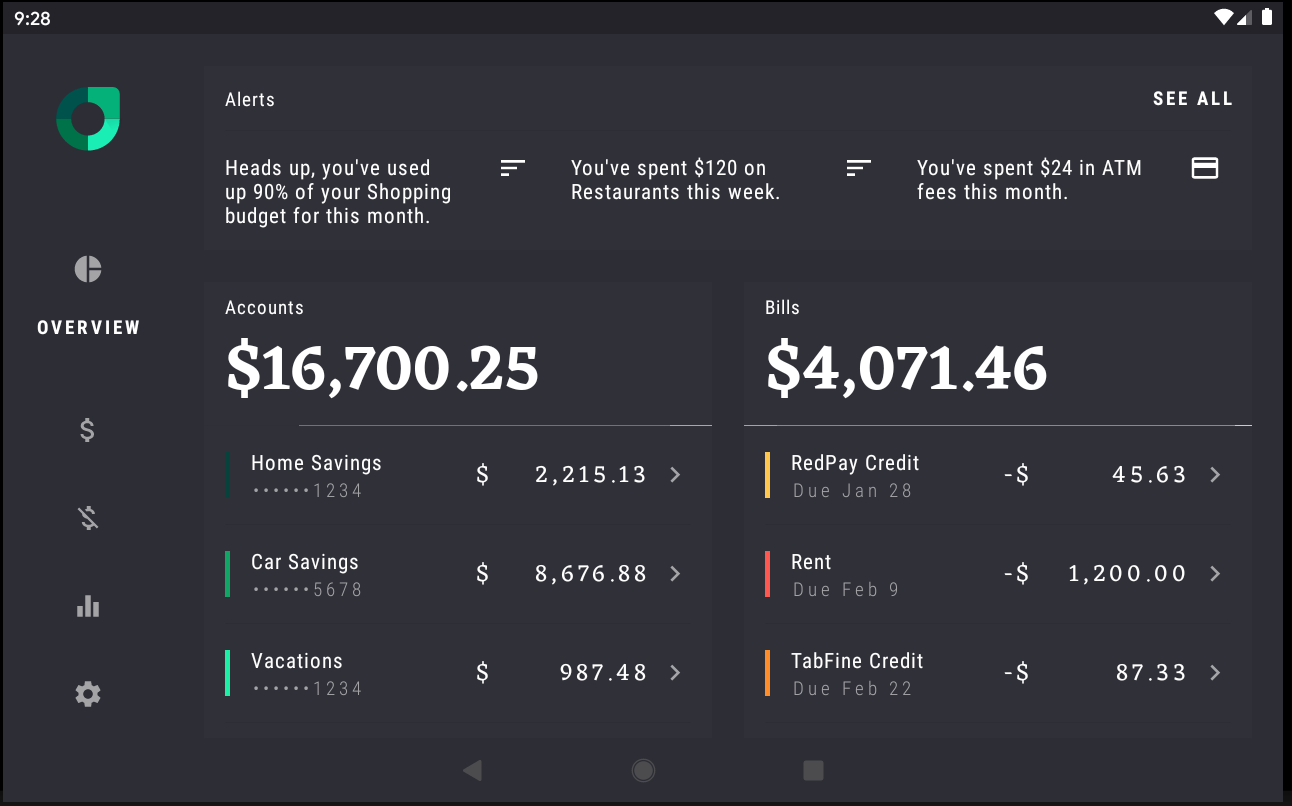 9:28
Alerts
SEE ALL
Heads up, you've used
up 90% of your Shopping
budget for this month.
You've spent $120 on
Restaurants this week.
You've spent $24 in ATM
fees this month.
OVERVIEW
Accounts
$16,700.25
Home Savings
$ 2,215.13
••••••1234
Car Savings
$ 8,676.88
••••••5678
Vacations
$ 987.48
••••••1234
Bills
$4,071.46
RedPay Credit
-$ 45.63
Due Jan 28
Rent
-$ 1,200.00
Due Feb 9
TabFine Credit
-$ 87.33
Due Feb 22